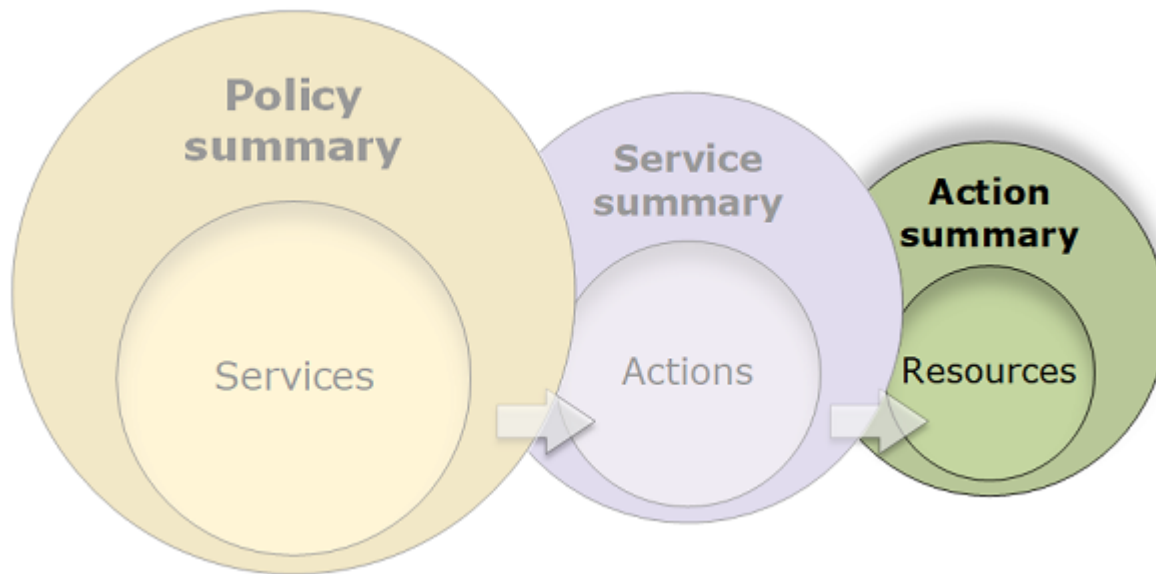 Policy
summary
Services
Service
summary
Actions
Action
summary
Resources